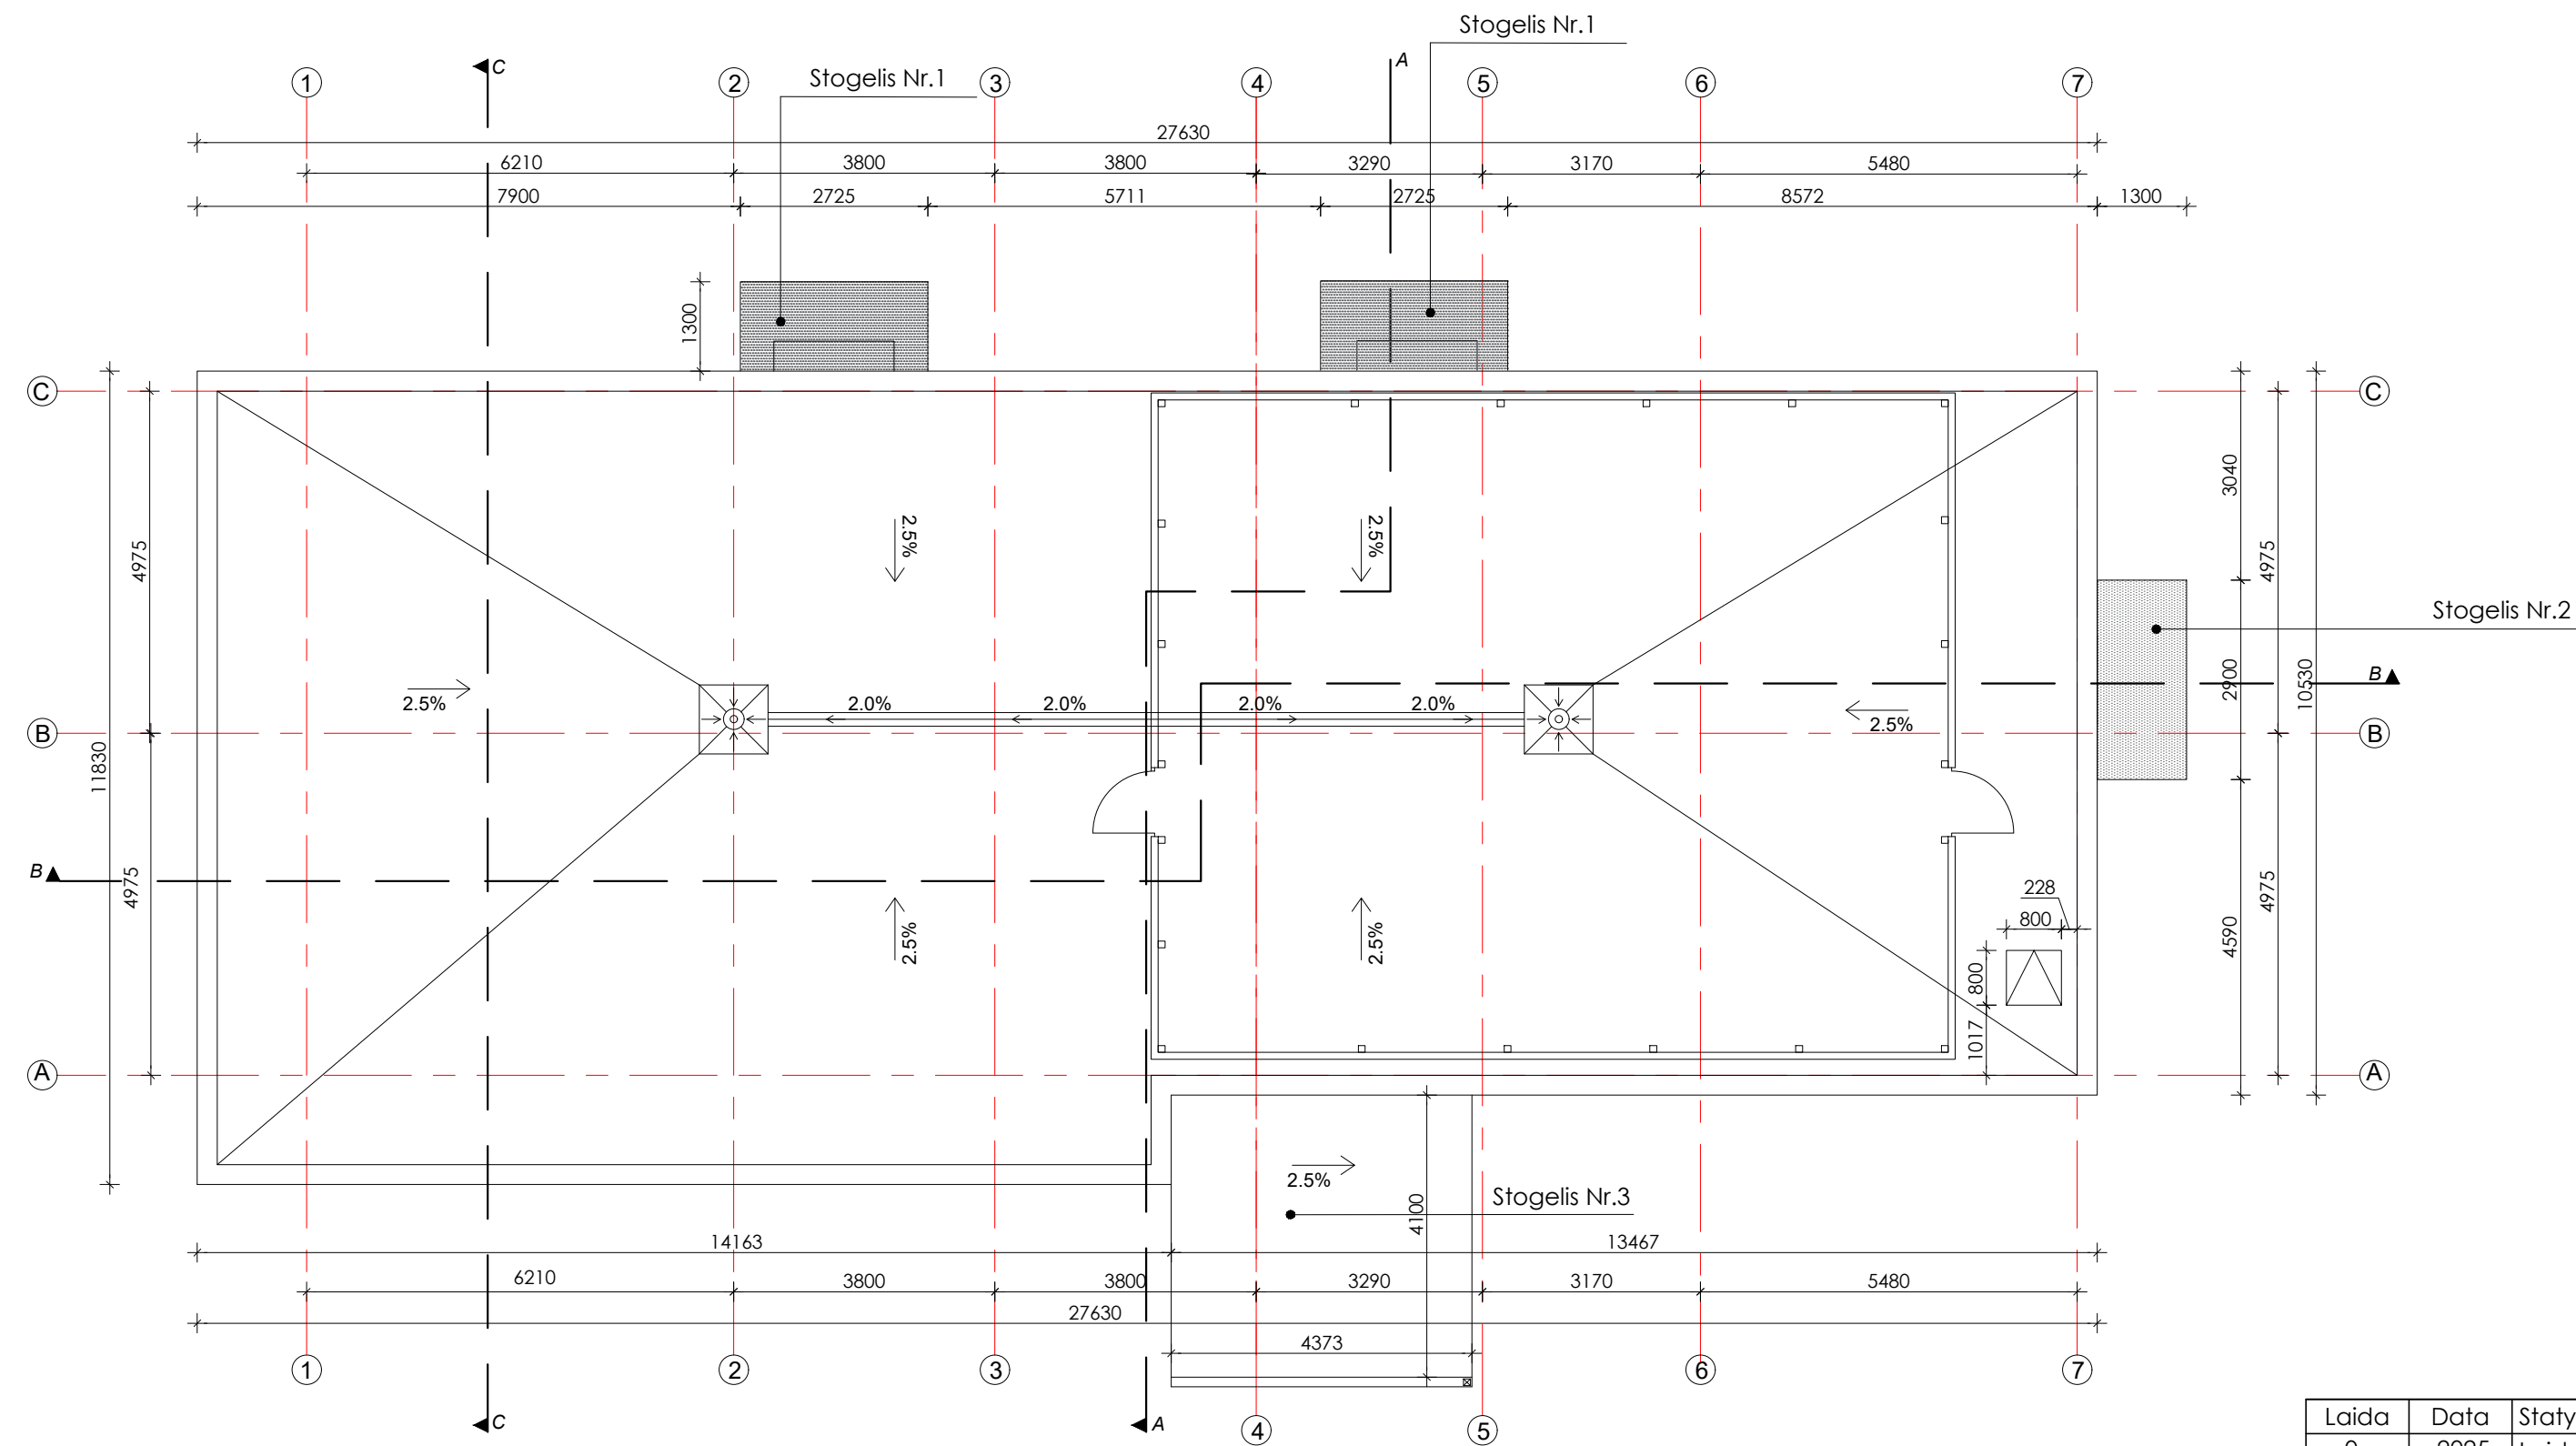 Stogelis Nr.1
C
A
Stogelis Nr.1
1 2 3 4 5 6 7
27630
6210 3800 3800 3290 3170 5480
7900 2725 5711 2725 8572 1300
1300
C C
3040
4975 2.5% 2.5% 4975
Stogelis Nr.2
2.5% 2.0% 2.0% 2.0% 2.0% 2.5%
2900 10530 B
B B
11830
B
4975 2.5% 2.5% 4590 4975
228
800
800
1017
A A
2.5%
Stogelis Nr.3
4100
14163 13467
6210 3800 3800 3290 3170 5480
27630
4373
1 2 3 6 7
C A
4 5
Laida Data